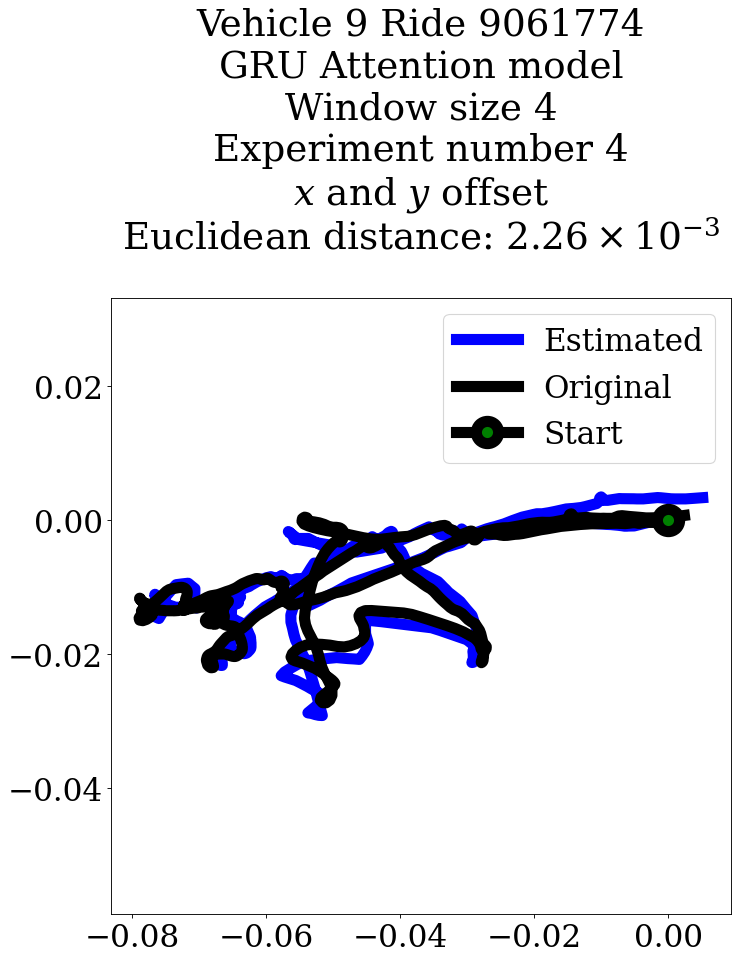 Vehicle 9 Ride 9061774
GRU Attention model
Window size 4
Experiment number 4
x and y offset
Euclidean distance: 2.26 × 10⁻³
Estimated
Original
Start
0.02
0.00
−0.02
−0.04
−0.08 −0.06 −0.04 −0.02 0.00